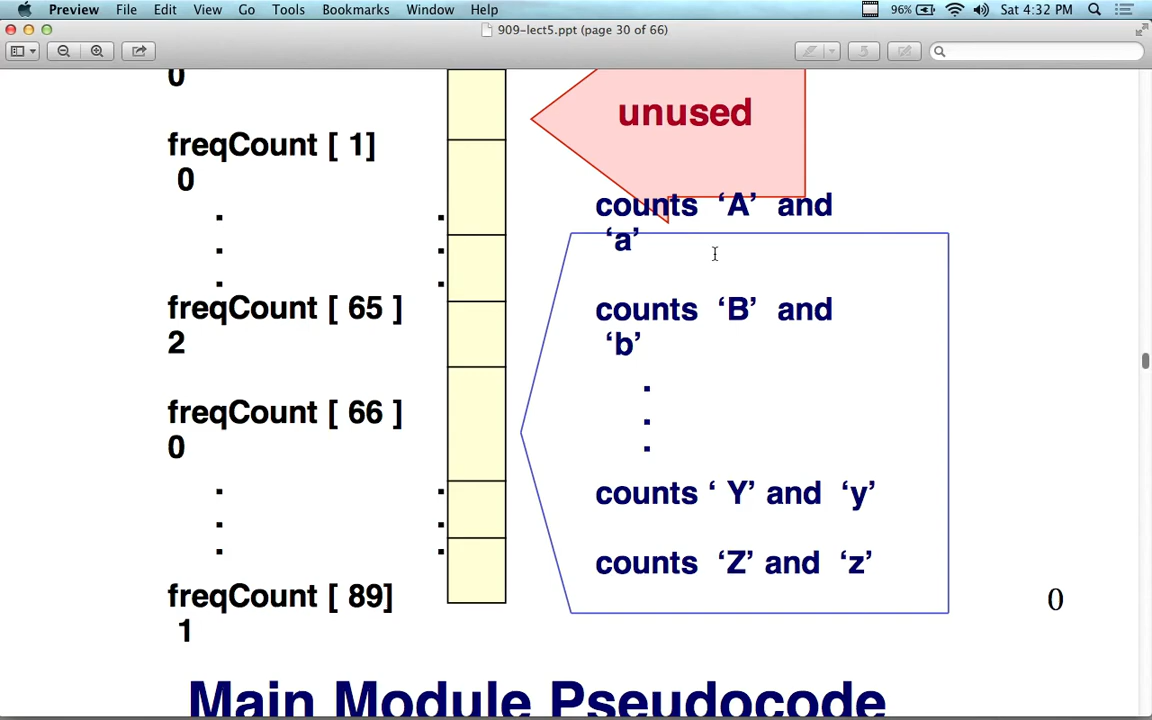 Preview File Edit View Go Tools Bookmarks Window Help 96% Sat 4:32 PM
909-lect5.ppt (page 30 of 66)
0
unused
freqCount [ 1]
0
.
.
.
.
.
.
counts ‘A’ and
‘a’
freqCount [ 65 ]
2
counts ‘B’ and
‘b’
.
.
.
freqCount [ 66 ]
0
.
.
.
.
.
.
counts ‘ Y’ and ‘y’
counts ‘Z’ and ‘z’
freqCount [ 89]
1
0
Main Module Pseudocode